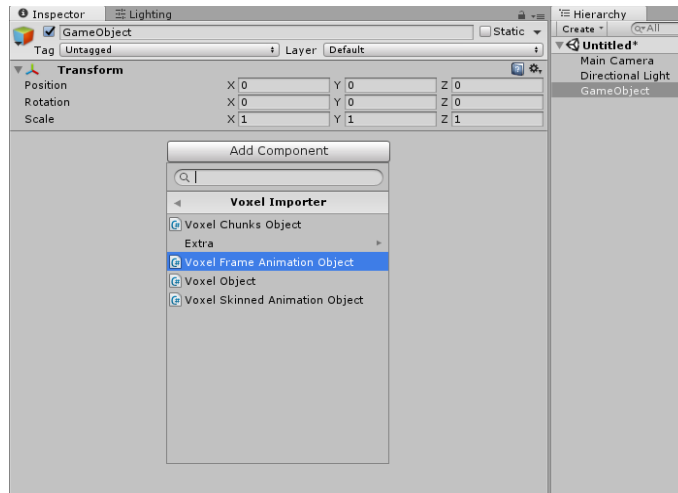 Inspector Lighting
GameObject Static
Tag Untagged Layer Default
Transform
Position X 0 Y 0 Z 0
Rotation X 0 Y 0 Z 0
Scale X 1 Y 1 Z 1
Add Component
Voxel Importer
Voxel Chunks Object
Extra
Voxel Frame Animation Object
Voxel Object
Voxel Skinned Animation Object
Hierarchy
Create All
Untitled*
Main Camera
Directional Light
GameObject